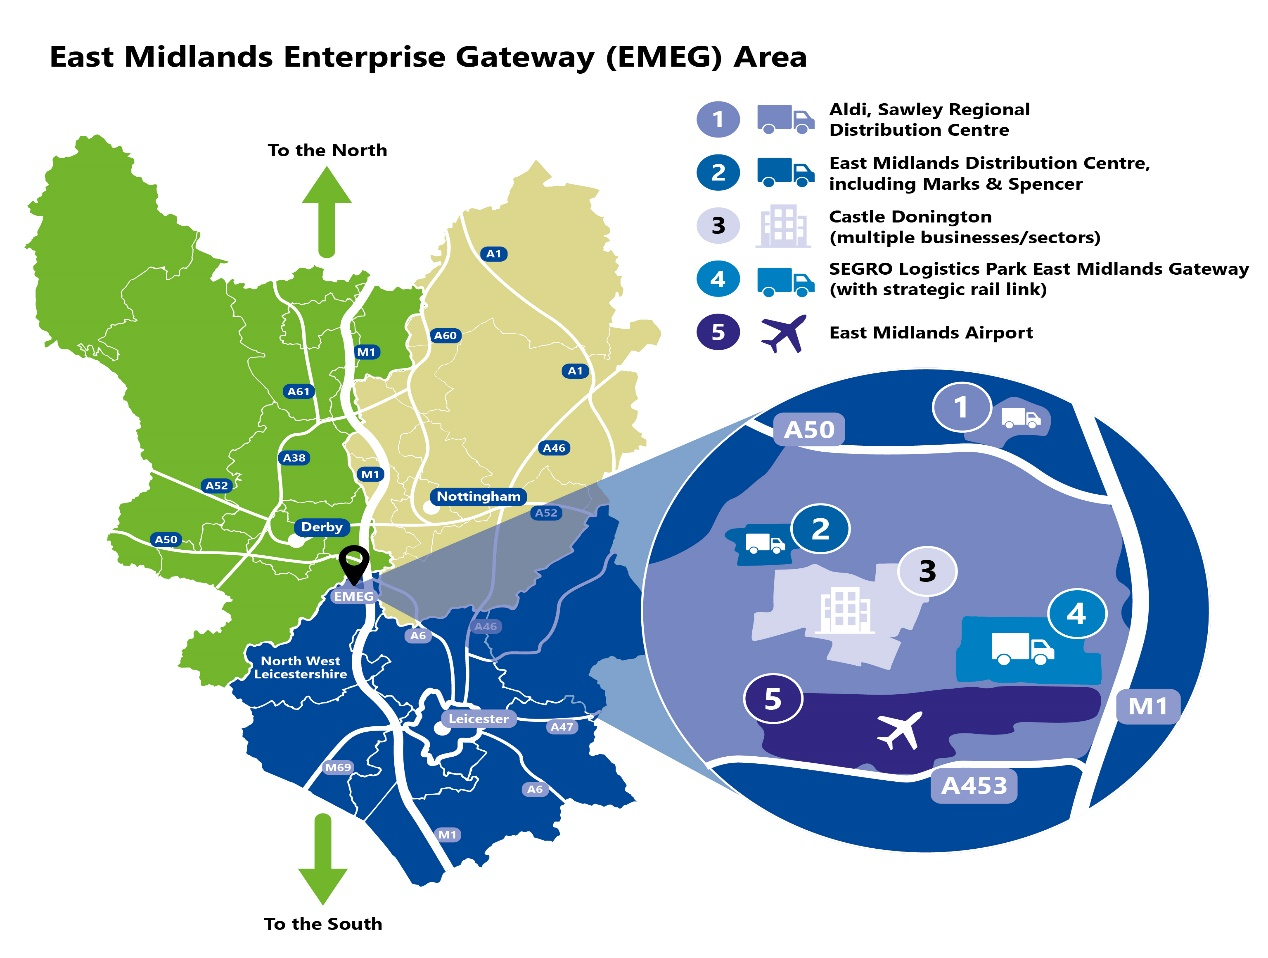 East Midlands Enterprise Gateway (EMEG) Area
To the North
1
Aldi, Sawley Regional
Distribution Centre
2
East Midlands Distribution Centre,
including Marks & Spencer
3
Castle Donington
(multiple businesses/sectors)
4
SEGRO Logistics Park East Midlands Gateway
(with strategic rail link)
5
East Midlands Airport
A1
A60
M1
A1
A61
A46
A38
M1
A52
Nottingham
A52
Derby
A50
EMEG
A6
A46
North West
Leicestershire
Leicester
A47
M69
A6
M1
To the South
1
A50
2
3
4
5
M1
A453